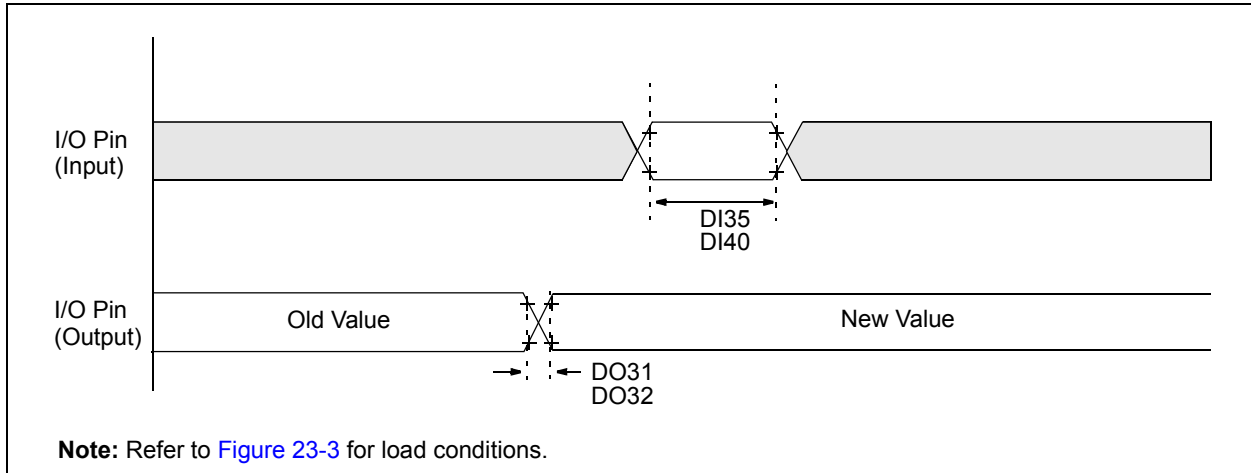 I/O Pin
(Input)
DI35
DI40
I/O Pin
(Output)
Old Value
New Value
DO31
DO32
Note: Refer to Figure 23-3 for load conditions.